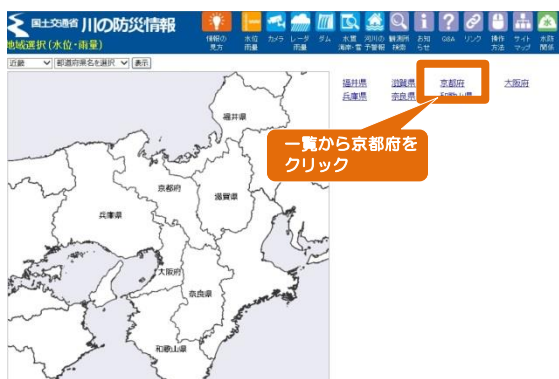 国土交通省 川の防災情報
地域選択(水位・雨量)
情報の見方
水位雨量
カメラ
レーダ雨量
ダム
水質海岸・雪
河川の予警報
観測所検索
お知らせ
Q&A
リンク
操作方法
サイトマップ
水防関係
近畿
都道府県名を選択
表示
福井県 滋賀県 京都府 大阪府
兵庫県 奈良県 和歌山県
一覧から京都府を
クリック
福井県
京都府
滋賀県
兵庫県
大阪府
奈良県
和歌山県